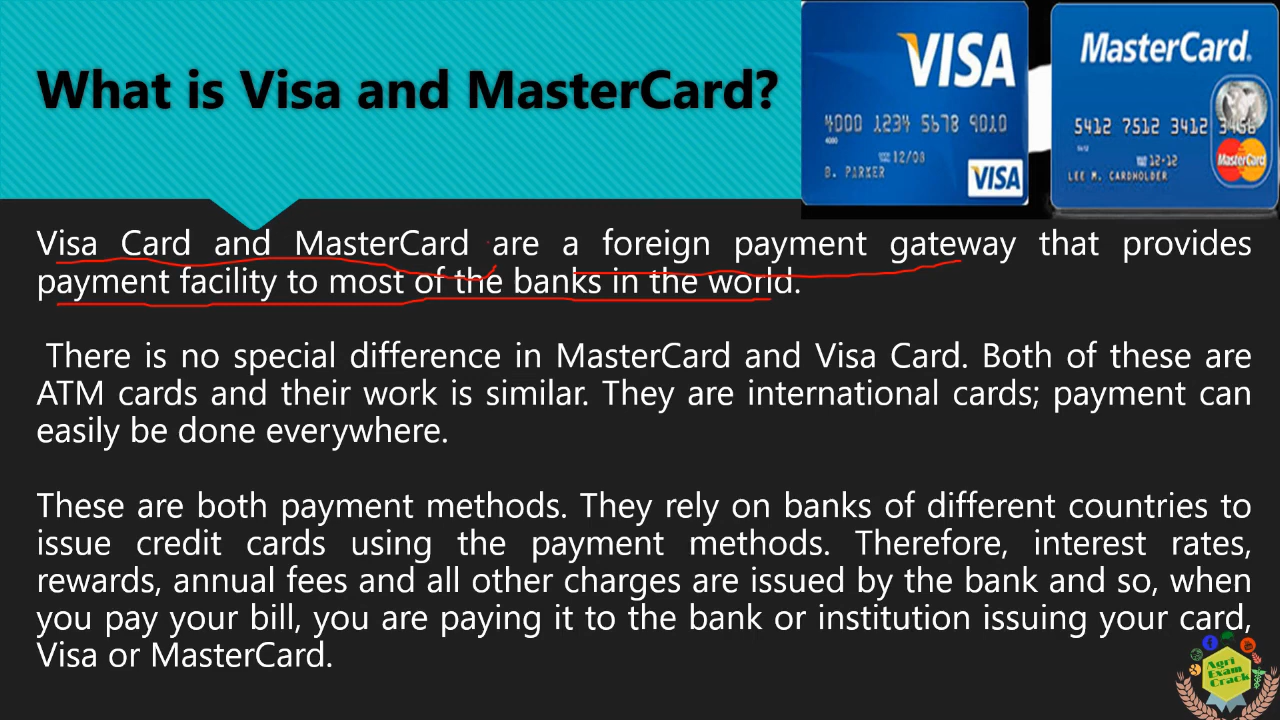 What is Visa and MasterCard?
VISA
4000 1234 5678 9010
4000
12/08
B. PARKER
VISA
MasterCard.
5412 7512 3412
5412
12-12
LEE M. CARDHOLDER
MasterCard
Visa Card and MasterCard are a foreign payment gateway that provides
payment facility to most of the banks in the world.
There is no special difference in MasterCard and Visa Card. Both of these are
ATM cards and their work is similar. They are international cards; payment can
easily be done everywhere.
These are both payment methods. They rely on banks of different countries to
issue credit cards using the payment methods. Therefore, interest rates,
rewards, annual fees and all other charges are issued by the bank and so, when
you pay your bill, you are paying it to the bank or institution issuing your card,
Visa or MasterCard.
Agri
Exam
Crack